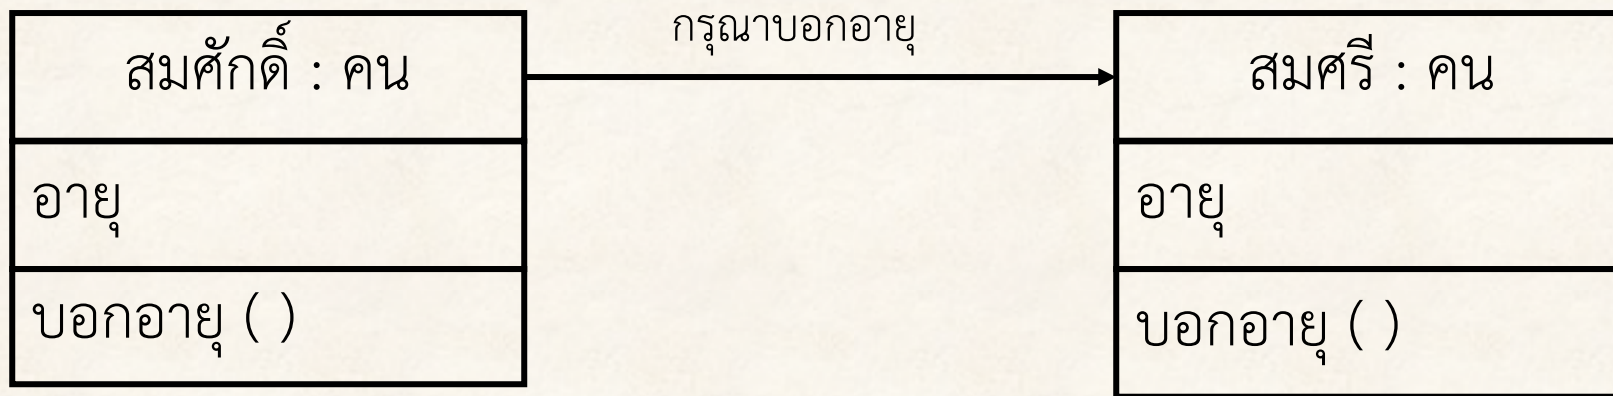 สมศักดิ์ : คน
อายุ
บอกอายุ ( )
กรุณาบอกอายุ
สมศรี : คน
อายุ
บอกอายุ ( )